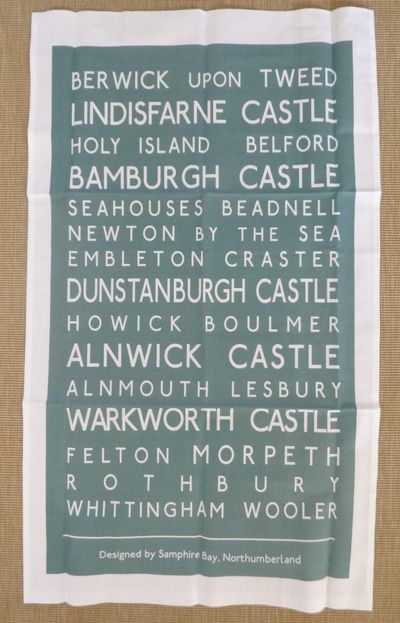 BERWICK UPON TWEED
LINDISFARNE CASTLE
HOLY ISLAND BELFORD
BAMBURGH CASTLE
SEAHOUSES BEADNELL
NEWTON BY THE SEA
EMBLETON CRASTER
DUNSTANBURGH CASTLE
HOWICK BOULMER
ALNWICK CASTLE
ALNMOUTH LESBURY
WARKWORTH CASTLE
FELTON MORPETH
ROTHBURY
WHITTINGHAM WOOLER
Designed by Samphire Bay, Northumberland